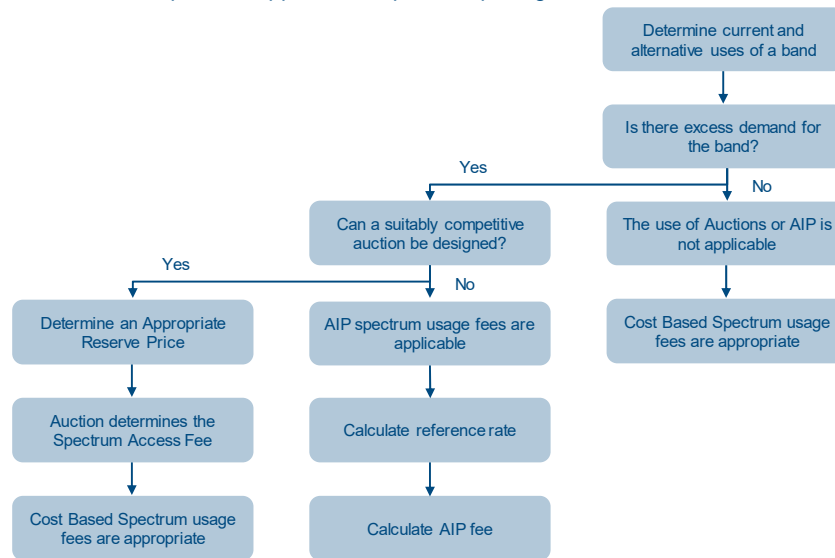 Determine current and
alternative uses of a band
Is there excess demand for
the band?
Yes
No
Can a suitably competitive
auction be designed?
The use of Auctions or AIP is
not applicable
Yes
No
Determine an Appropriate
Reserve Price
AIP spectrum usage fees are
applicable
Cost Based Spectrum usage
fees are appropriate
Auction determines the
Spectrum Access Fee
Calculate reference rate
Cost Based Spectrum usage
fees are appropriate
Calculate AIP fee